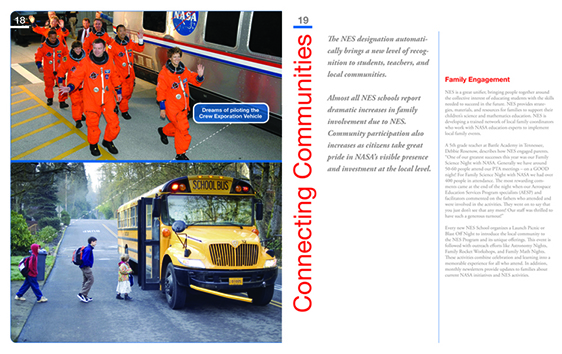 18
NASA
Dreams of piloting the
Crew Exporation Vehicle
SCHOOL BUS
19
Connecting Communities
The NES designation automati-
cally brings a new level of recog-
nition to students, teachers, and
local communities.
Almost all NES schools report
dramatic increases in family
involvement due to NES.
Community participation also
increases as citizens take great
pride in NASA's visible presence
and investment at the local level.
Family Engagement
NES is a great unifier, bringing people together around
the collective interest of educating students with the skills
needed to succeed in the future. NES provides strate-
gies, materials, and resources for families to support their
children's science and mathematics education. NES is
developing a trained network of local family coordinators
who work with NASA education experts to implement
local family events.
A 5th grade teacher at Battle Academy in Tennessee,
Debbie Rosenow, describes how NES engaged parents:
"One of our greatest successes this year was our Family
Science Night with NASA. Generally we have around
50-60 people attend our PTA meetings – on a GOOD
night! For Family Science Night with NASA we had over
400 people in attendance. The most rewarding com-
ments came at the end of the night when our Aerospace
Education Services Program specialists (AESP) and
facilitators commented on the fathers who attended and
were involved in the activities. They went on to say that
you just don't see that any more! Our staff was thrilled to
have such a generous turnout!"
Every new NES School organizes a Launch Picnic or
Blast Off Night to introduce the local community to
the NES Program and its unique offerings. This event is
followed with outreach efforts like Astronomy Nights,
Family Rocket Workshops, and Family Math Nights.
These activities combine celebration and learning into a
memorable experience for all who attend. In addition,
monthly newsletters provide updates to families about
current NASA initiatives and NES activities.